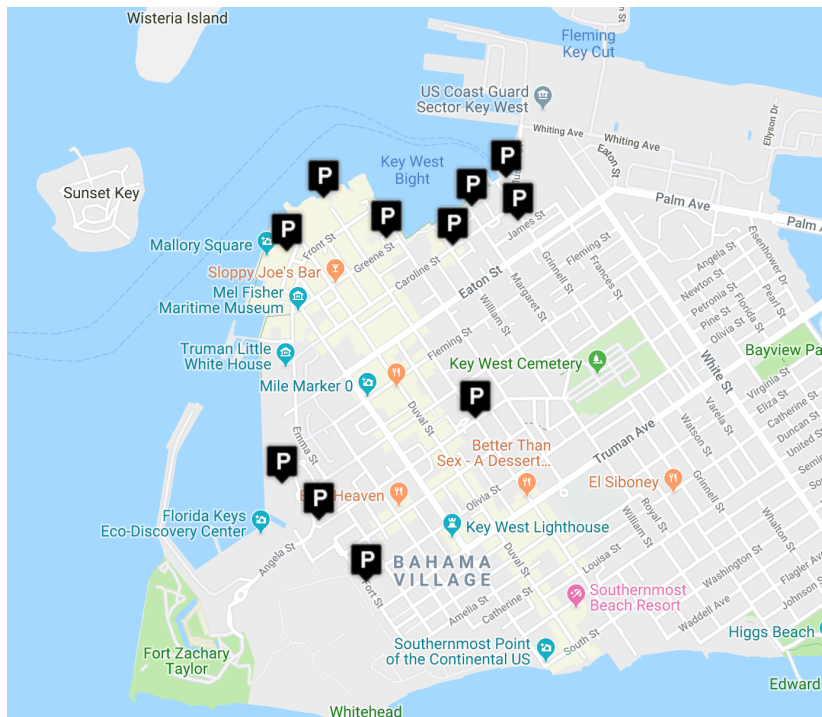 Wisteria Island
Fleming
Key Cut
on St
US Coast Guard
Sector Key West
Whiting Ave
Whiting Ave
Ellyson Dr
Eaton St
Key West
Bight
P
P
P
P
P
P
P
Sunset Key
Palm Ave
Palm A
James St
Mallory Square
Front St
Greene St
Caroline St
Eaton St
Fleming St
Grinnell St
Frances St
Eisenhower Dr
Angela St
Newton St
Petronia St
Pine St
Olivia St
Florida St
Pearl St
Sloppy Joe's Bar
Mel Fisher
Maritime Museum
William St
Margaret St
Fleming St
Truman Little
White House
Key West Cemetery
White St
Bayview Pa
Mile Marker 0
P
Duval St
Virginia St
Eliza St
Catherine St
Duncan St
United St
Varela St
Watson St
Truman Ave
Emma St
Better Than
Sex - A Dessert...
P
P
Heaven
El Siboney
Grinnell St
Olivia St
Royal St
William St
Whalton St
Florida Keys
Eco-Discovery Center
Key West Lighthouse
Angela St
P
BAHAMA
VILLAGE
Duval St
Louisa St
Washington St
Flagler Av
Johnson S
Fort St
Amelia St
Catherine St
Southernmost
Beach Resort
Waddell Ave
Higgs Beach
Fort Zachary
Taylor
Southernmost Point
of the Continental US
South St
Edward
Whitehead